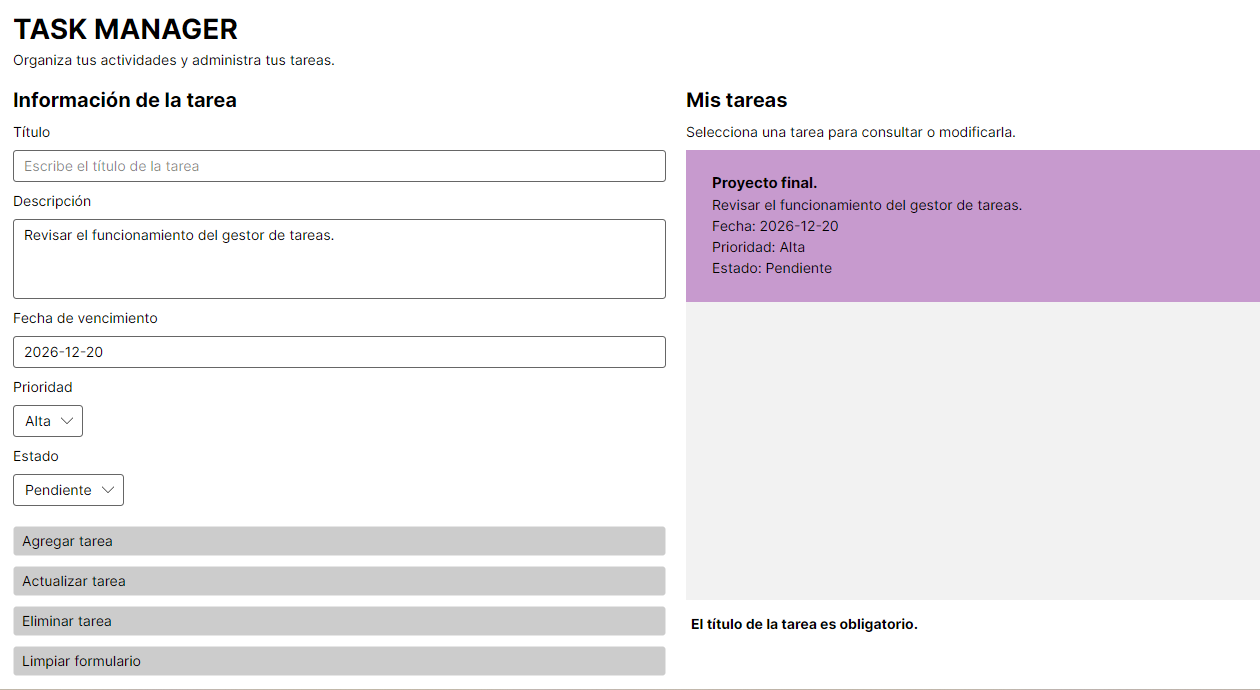 TASK MANAGER
Organiza tus actividades y administra tus tareas.
Información de la tarea
Título
Escribe el título de la tarea
Descripción
Revisar el funcionamiento del gestor de tareas.
Fecha de vencimiento
2026-12-20
Prioridad
Alta
Estado
Pendiente
Agregar tarea
Actualizar tarea
Eliminar tarea
Limpiar formulario
Mis tareas
Selecciona una tarea para consultar o modificarla.
Proyecto final.
Revisar el funcionamiento del gestor de tareas.
Fecha: 2026-12-20
Prioridad: Alta
Estado: Pendiente
El título de la tarea es obligatorio.